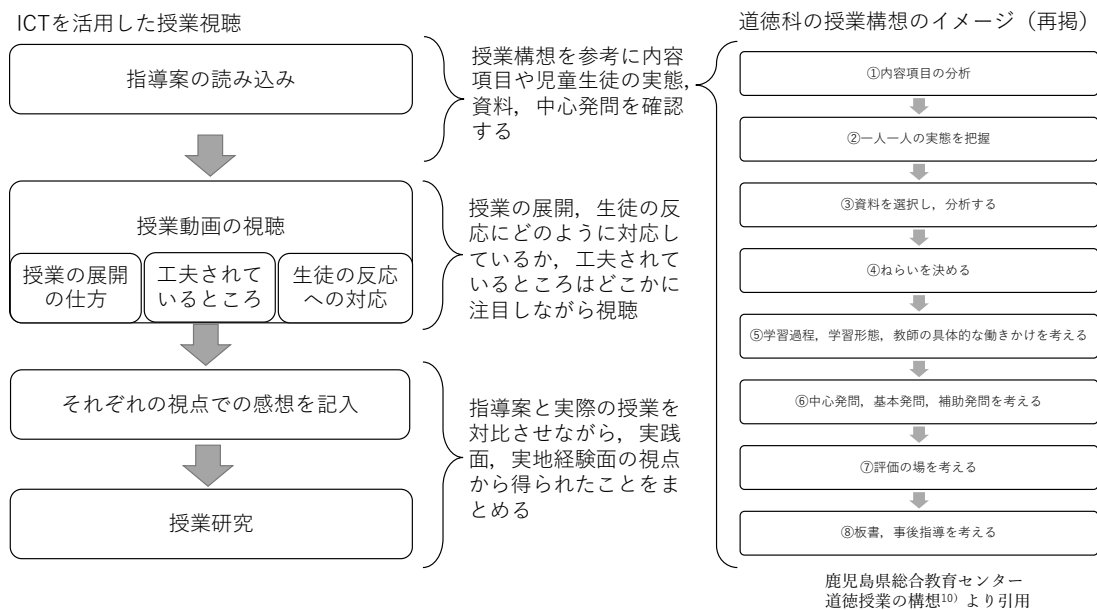 ICTを活用した授業視聴
指導案の読み込み
授業構想を参考に内容
項目や児童生徒の実態,
資料，中心発問を確認
する
授業動画の視聴
授業の展開
の仕方
工夫されて
いるところ
生徒の反応
への対応
授業の展開，生徒の反
応にどのように対応し
ているか，工夫されて
いるところはどこかに
注目しながら視聴
それぞれの視点での感想を記入
授業研究
指導案と実際の授業を
対比させながら，実践
面，実地経験面の視点
から得られたことをま
とめる
道徳科の授業構想のイメージ（再掲）
①内容項目の分析
②一人一人の実態を把握
③資料を選択し，分析する
④ねらいを決める
⑤学習過程，学習形態，教師の具体的な働きかけを考える
⑥中心発問，基本発問，補助発問を考える
⑦評価の場を考える
⑧板書，事後指導を考える
鹿児島県総合教育センター
道徳授業の構想10）より引用